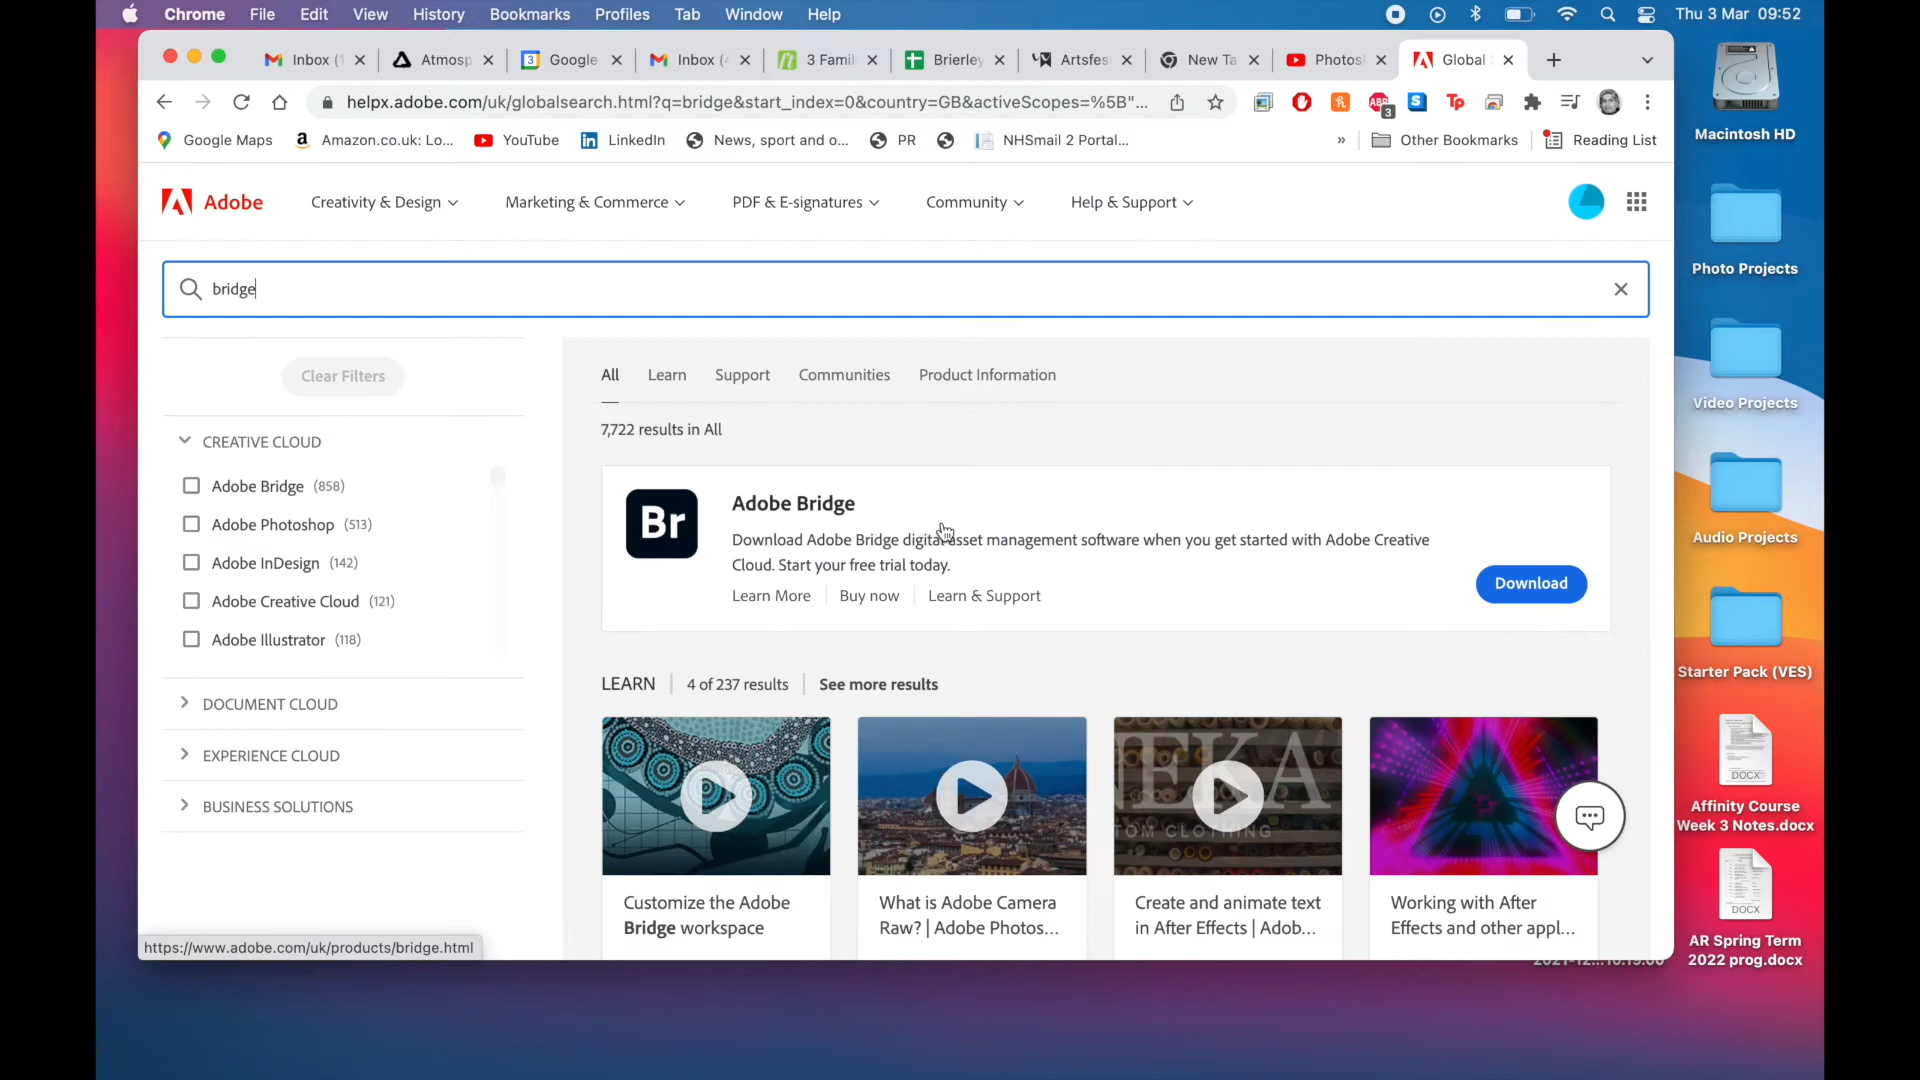 Chrome File Edit View History Bookmarks Profiles Tab Window Help Thu 3 Mar 09:52
Inbox (1 Atmosp Google Inbox (4 3 Famil Brierley Artsfes New Ta Photos Global
helpx.adobe.com/uk/globalsearch.html?q=bridge&start_index=0&country=GB&activeScopes=%5B"... ABP 3 S Tp
Google Maps Amazon.co.uk: Lo... YouTube LinkedIn News, sport and o... PR NHSmail 2 Portal... » Other Bookmarks Reading List
Adobe Creativity & Design Marketing & Commerce PDF & E-signatures Community Help & Support
bridge
Clear Filters
CREATIVE CLOUD
Adobe Bridge (858)
Adobe Photoshop (513)
Adobe InDesign (142)
Adobe Creative Cloud (121)
Adobe Illustrator (118)
DOCUMENT CLOUD
EXPERIENCE CLOUD
BUSINESS SOLUTIONS
All Learn Support Communities Product Information
7,722 results in All
Br
Adobe Bridge
Download Adobe Bridge digital asset management software when you get started with Adobe Creative
Cloud. Start your free trial today.
Learn More Buy now Learn & Support
Download
LEARN 4 of 237 results See more results
NEKA
TOM CLOTHING
Customize the Adobe
Bridge workspace
What is Adobe Camera
Raw? | Adobe Photos...
Create and animate text
in After Effects | Adob...
Working with After
Effects and other appl...
https://www.adobe.com/uk/products/bridge.html
Macintosh HD
Photo Projects
Video Projects
Audio Projects
Starter Pack (VES)
DOCX
Affinity Course
Week 3 Notes.docx
DOCX
AR Spring Term
2022 prog.docx